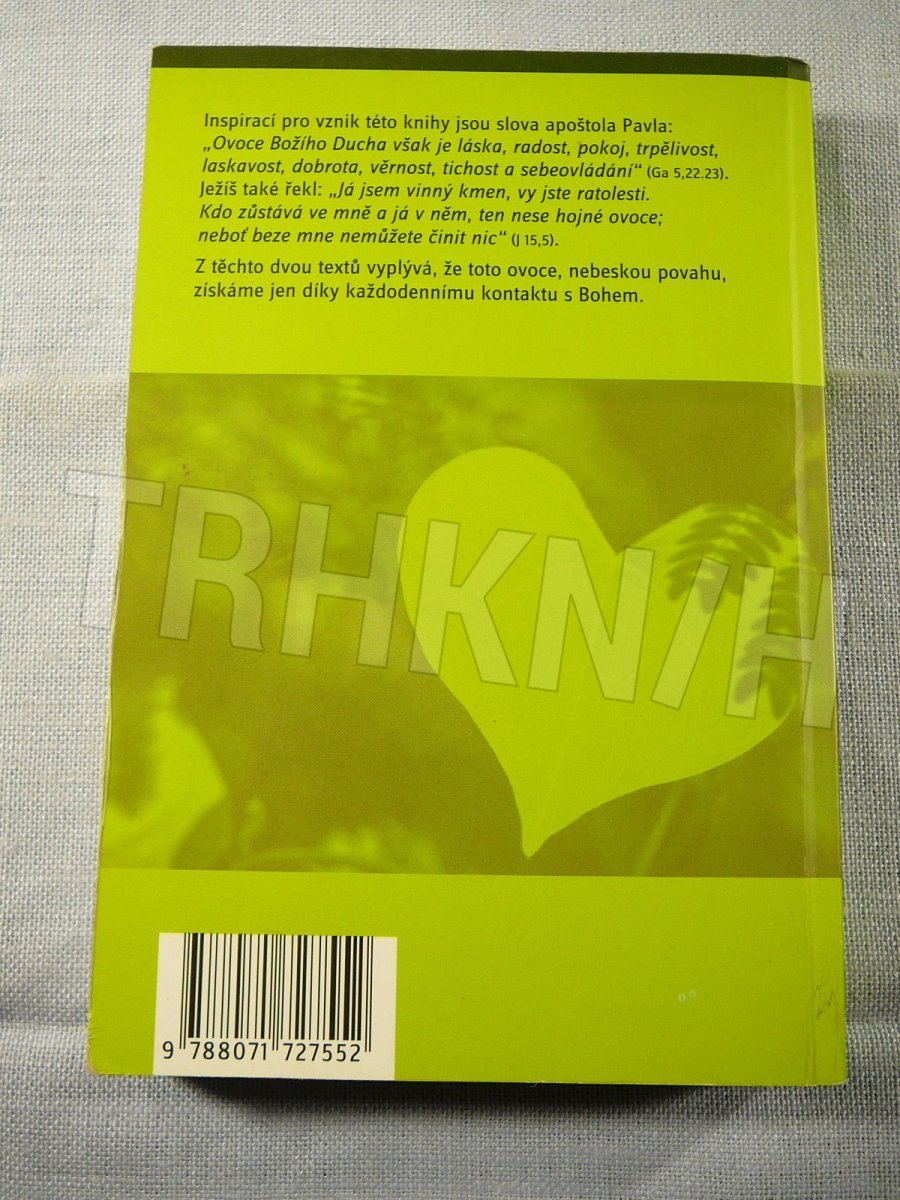 Inspirací pro vznik této knihy jsou slova apoštola Pavla:
„Ovoce Božího Ducha však je láska, radost, pokoj, trpělivost,
laskavost, dobrota, věrnost, tichost a sebeovládání“ (Ga 5,22.23).
Ježíš také řekl: „Já jsem vinný kmen, vy jste ratolesti.
Kdo zůstává ve mně a já v něm, ten nese hojné ovoce;
neboť beze mne nemůžete činit nic“ (J 15,5).
Z těchto dvou textů vyplývá, že toto ovoce, nebeskou povahu,
získáme jen díky každodennímu kontaktu s Bohem.
TRHKNIH
9 788071 727552